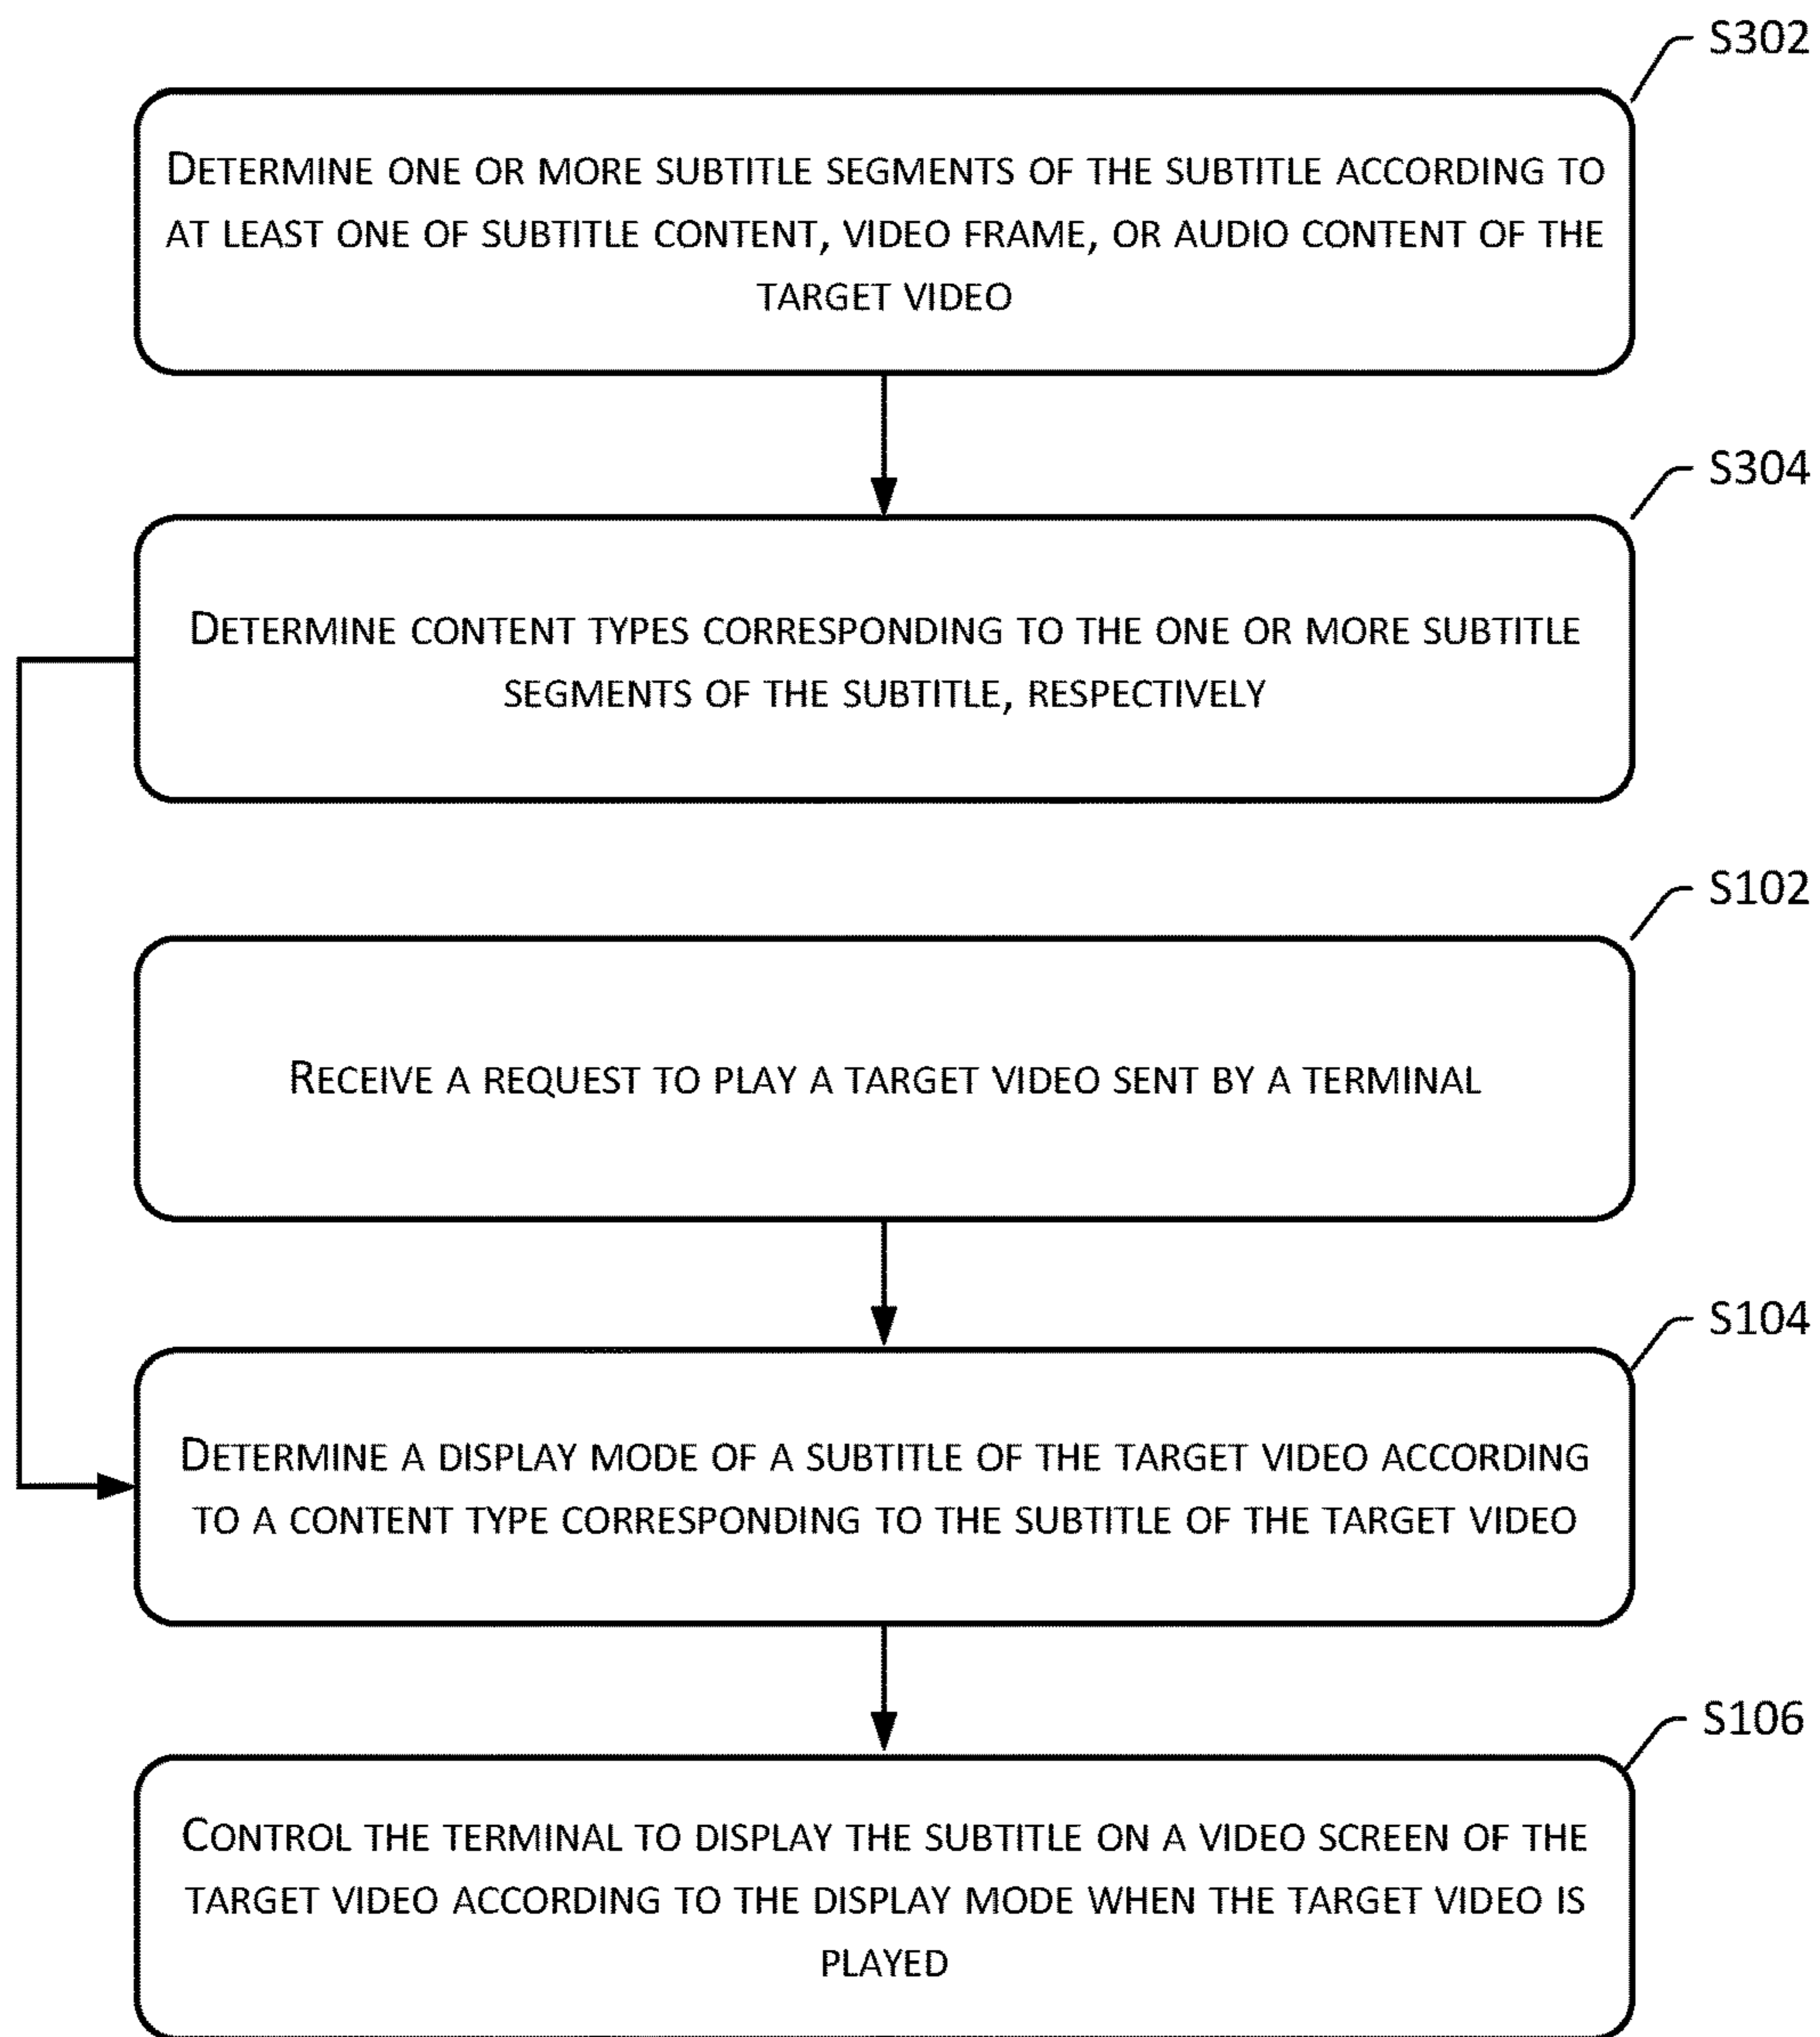 S302
DETERMINE ONE OR MORE SUBTITLE SEGMENTS OF THE SUBTITLE ACCORDING TO
AT LEAST ONE OF SUBTITLE CONTENT, VIDEO FRAME, OR AUDIO CONTENT OF THE
TARGET VIDEO
S304
DETERMINE CONTENT TYPES CORRESPONDING TO THE ONE OR MORE SUBTITLE
SEGMENTS OF THE SUBTITLE, RESPECTIVELY
S102
RECEIVE A REQUEST TO PLAY A TARGET VIDEO SENT BY A TERMINAL
S104
DETERMINE A DISPLAY MODE OF A SUBTITLE OF THE TARGET VIDEO ACCORDING
TO A CONTENT TYPE CORRESPONDING TO THE SUBTITLE OF THE TARGET VIDEO
S106
CONTROL THE TERMINAL TO DISPLAY THE SUBTITLE ON A VIDEO SCREEN OF THE
TARGET VIDEO ACCORDING TO THE DISPLAY MODE WHEN THE TARGET VIDEO IS
PLAYED